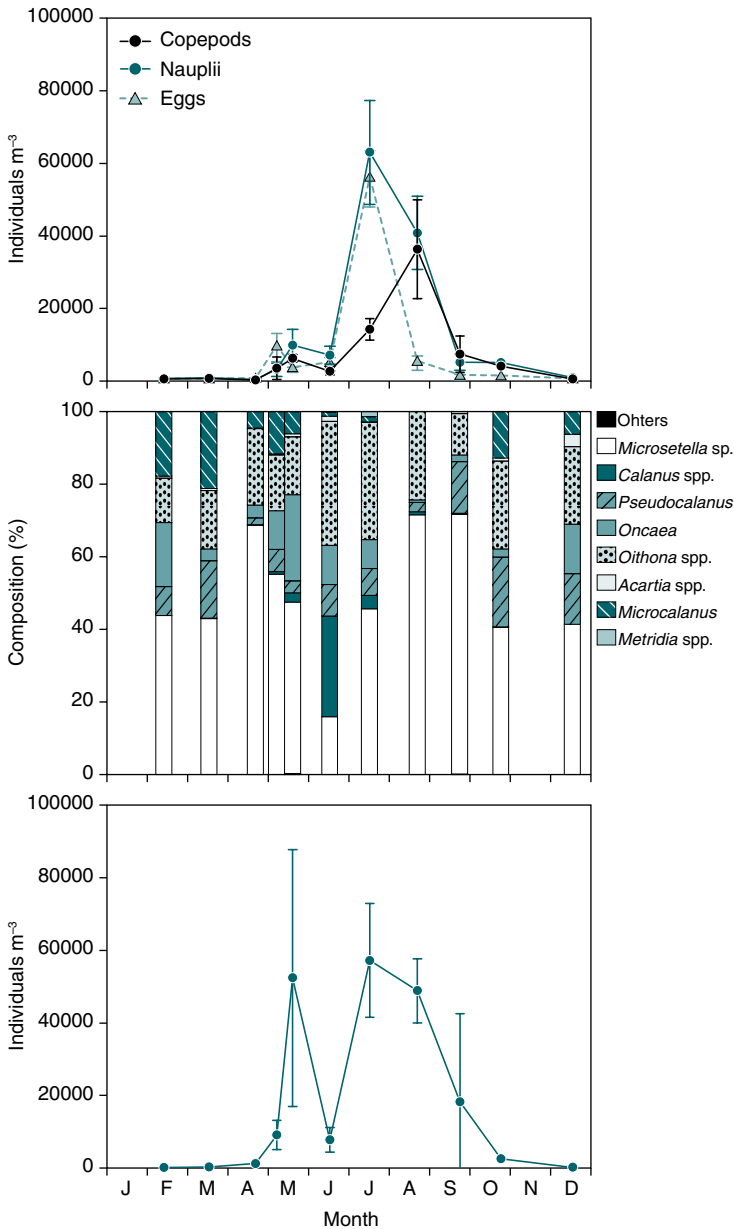 100000
80000
60000
40000
20000
0
Individuals m⁻³
Copepods
Nauplii
Eggs
100
80
60
40
20
0
Composition (%)
Ohters
Microsetella sp.
Calanus spp.
Pseudocalanus
Oncaea
Oithona spp.
Acartia spp.
Microcalanus
Metridia spp.
100000
80000
60000
40000
20000
0
Individuals m⁻³
J F M A M J J A S O N D
Month